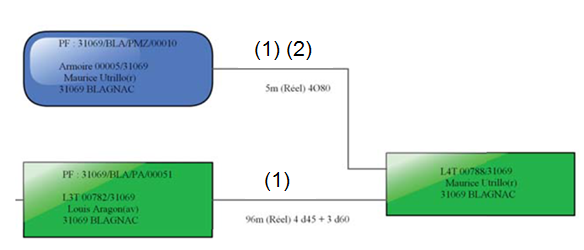 PF : 31069/BLA/PMZ/00010
Armoire 00005/31069
Maurice Utrillo(r)
31069 BLAGNAC
(1) (2)
5m (Réel) 4O80
PF : 31069/BLA/PA/00051
L3T 00782/31069
Louis Aragon(av)
31069 BLAGNAC
(1)
96m (Réel) 4 d45 + 3 d60
L4T 00788/31069
Maurice Utrillo(r)
31069 BLAGNAC